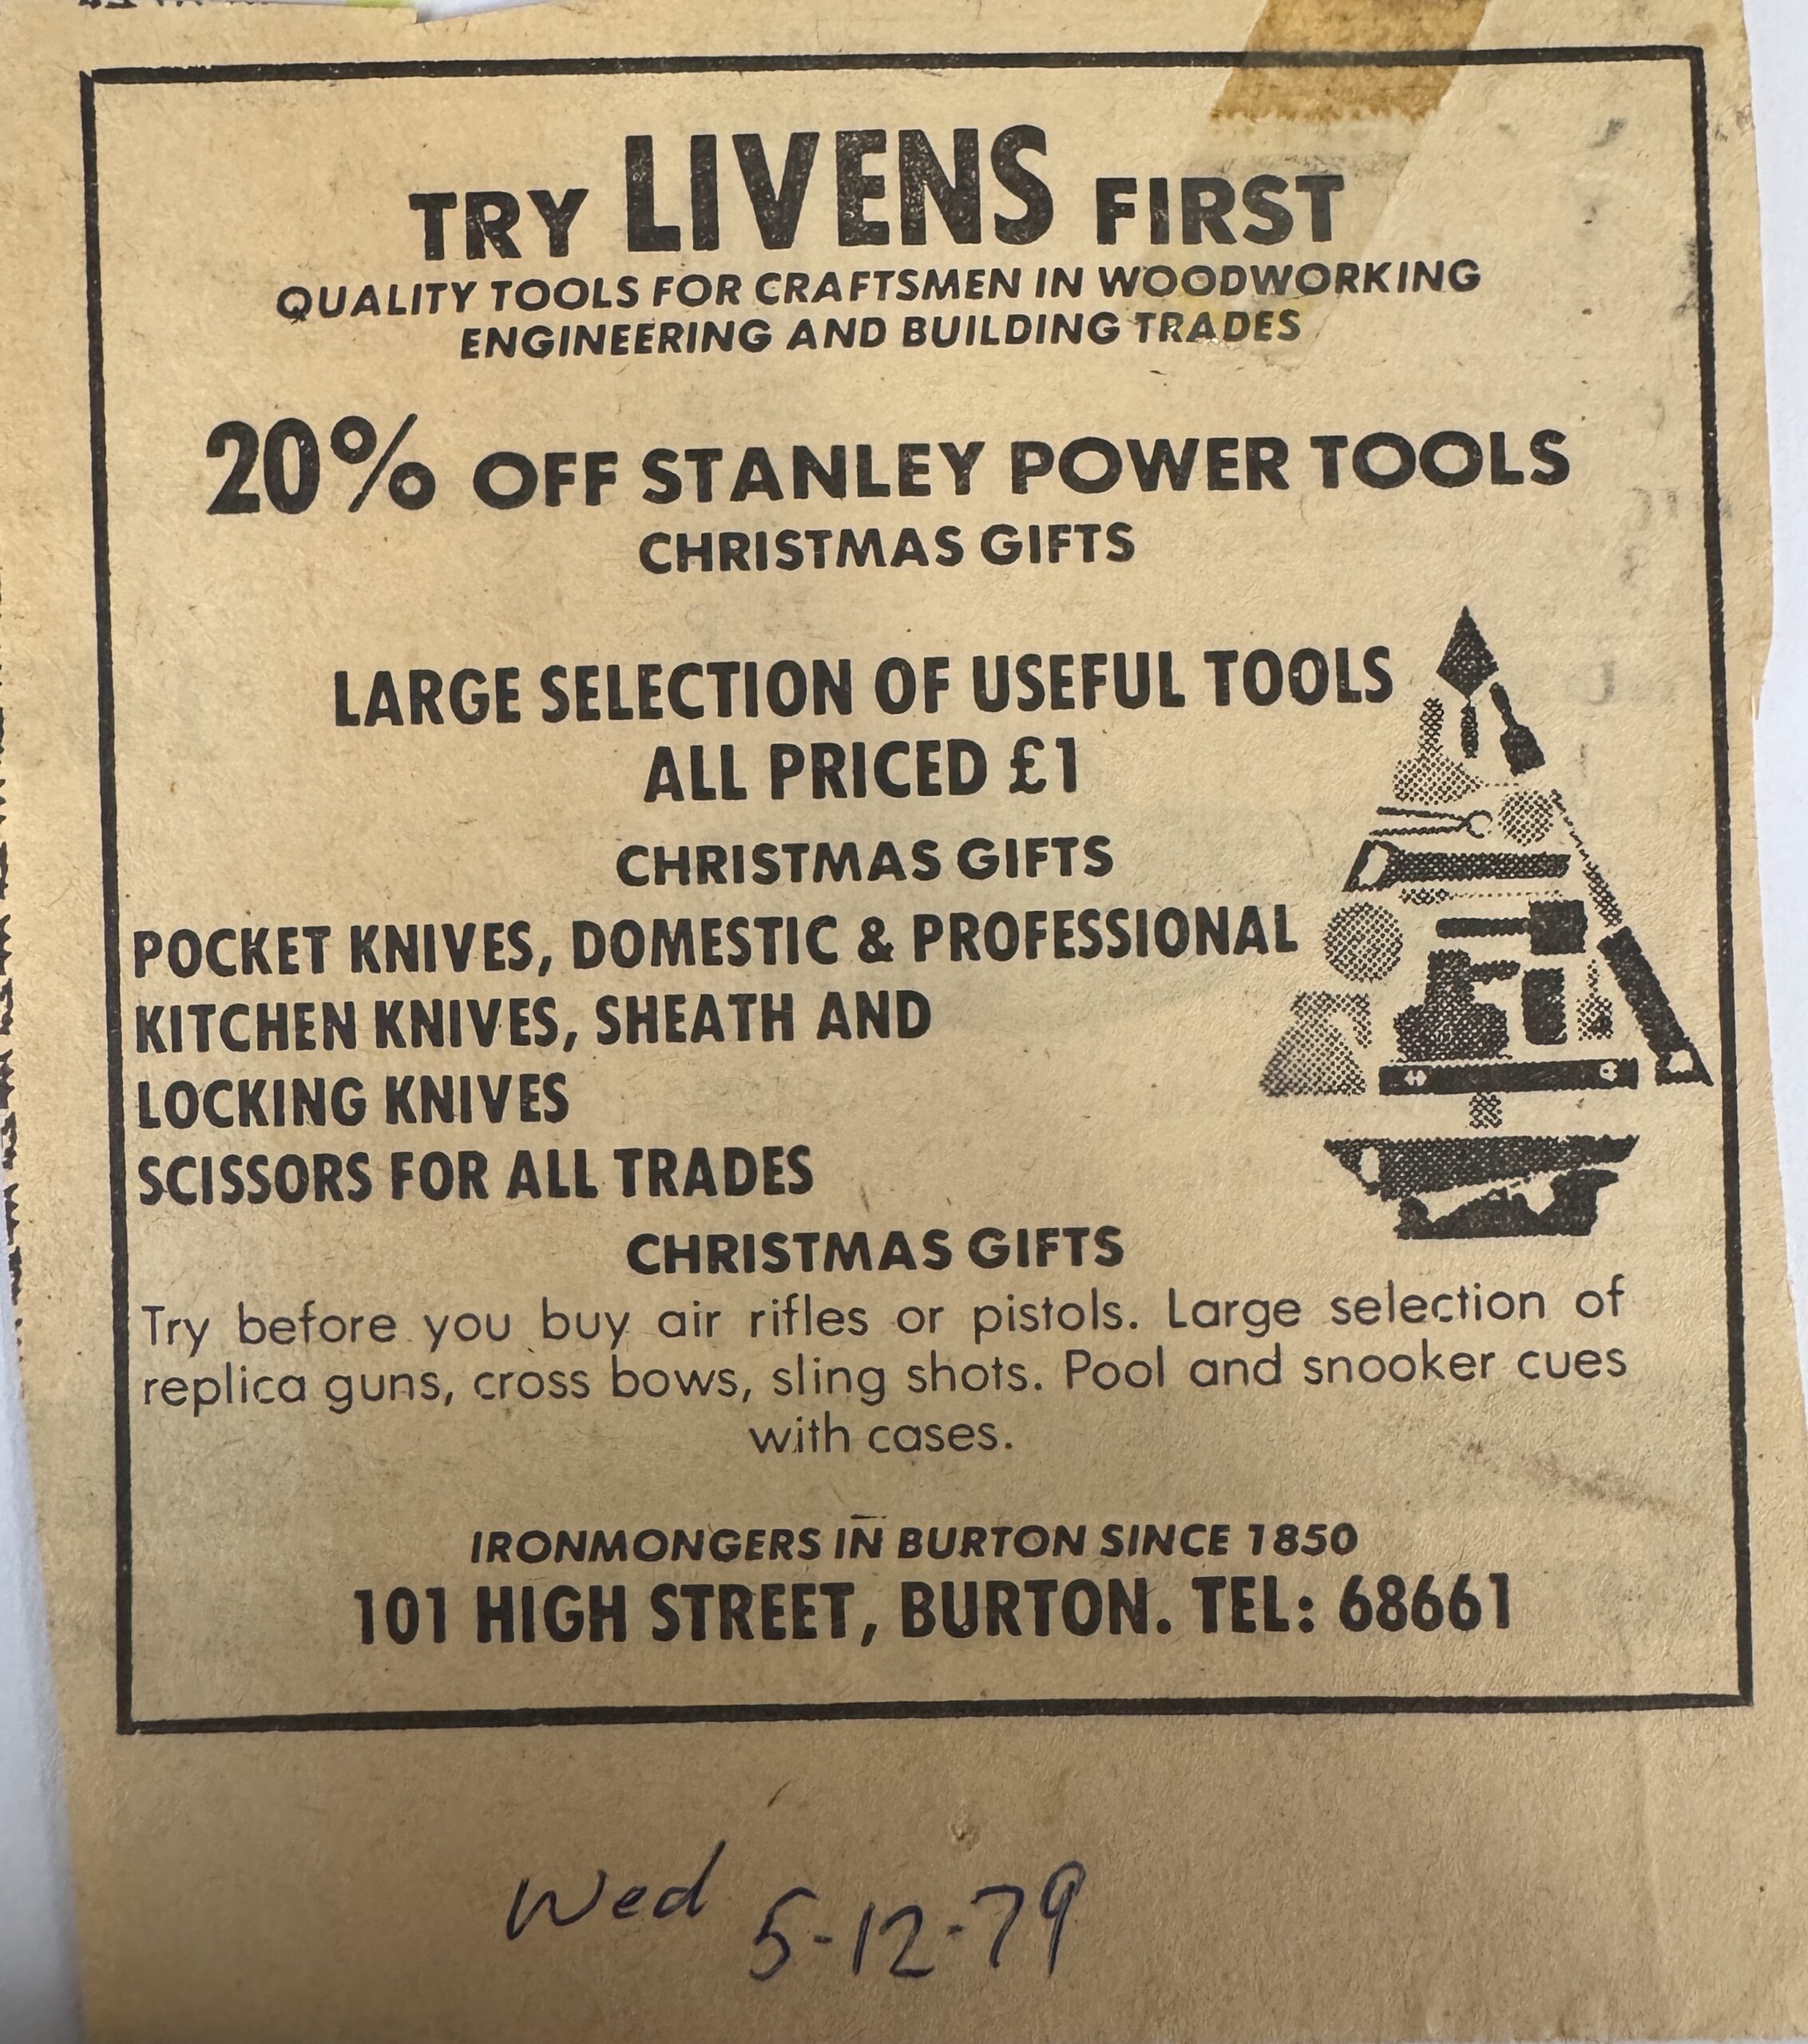 TRY LIVENS FIRST
QUALITY TOOLS FOR CRAFTSMEN IN WOODWORKING
ENGINEERING AND BUILDING TRADES
20% OFF STANLEY POWER TOOLS
CHRISTMAS GIFTS
LARGE SELECTION OF USEFUL TOOLS
ALL PRICED £1
CHRISTMAS GIFTS
POCKET KNIVES, DOMESTIC & PROFESSIONAL
KITCHEN KNIVES, SHEATH AND
LOCKING KNIVES
SCISSORS FOR ALL TRADES
CHRISTMAS GIFTS
Try before you buy air rifles or pistols. Large selection of
replica guns, cross bows, sling shots. Pool and snooker cues
with cases.
IRONMONGERS IN BURTON SINCE 1850
101 HIGH STREET, BURTON. TEL: 68661
Wed 5-12-79